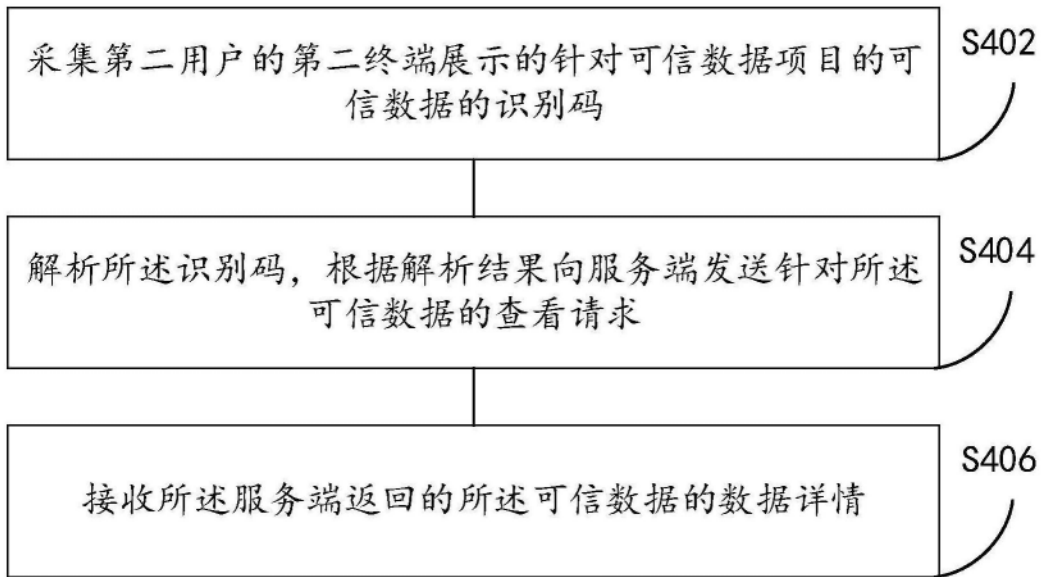 采集第二用户的第二终端展示的针对可信数据项目的可
信数据的识别码
S402
解析所述识别码，根据解析结果向服务端发送针对所述
可信数据的查看请求
S404
接收所述服务端返回的所述可信数据的数据详情
S406